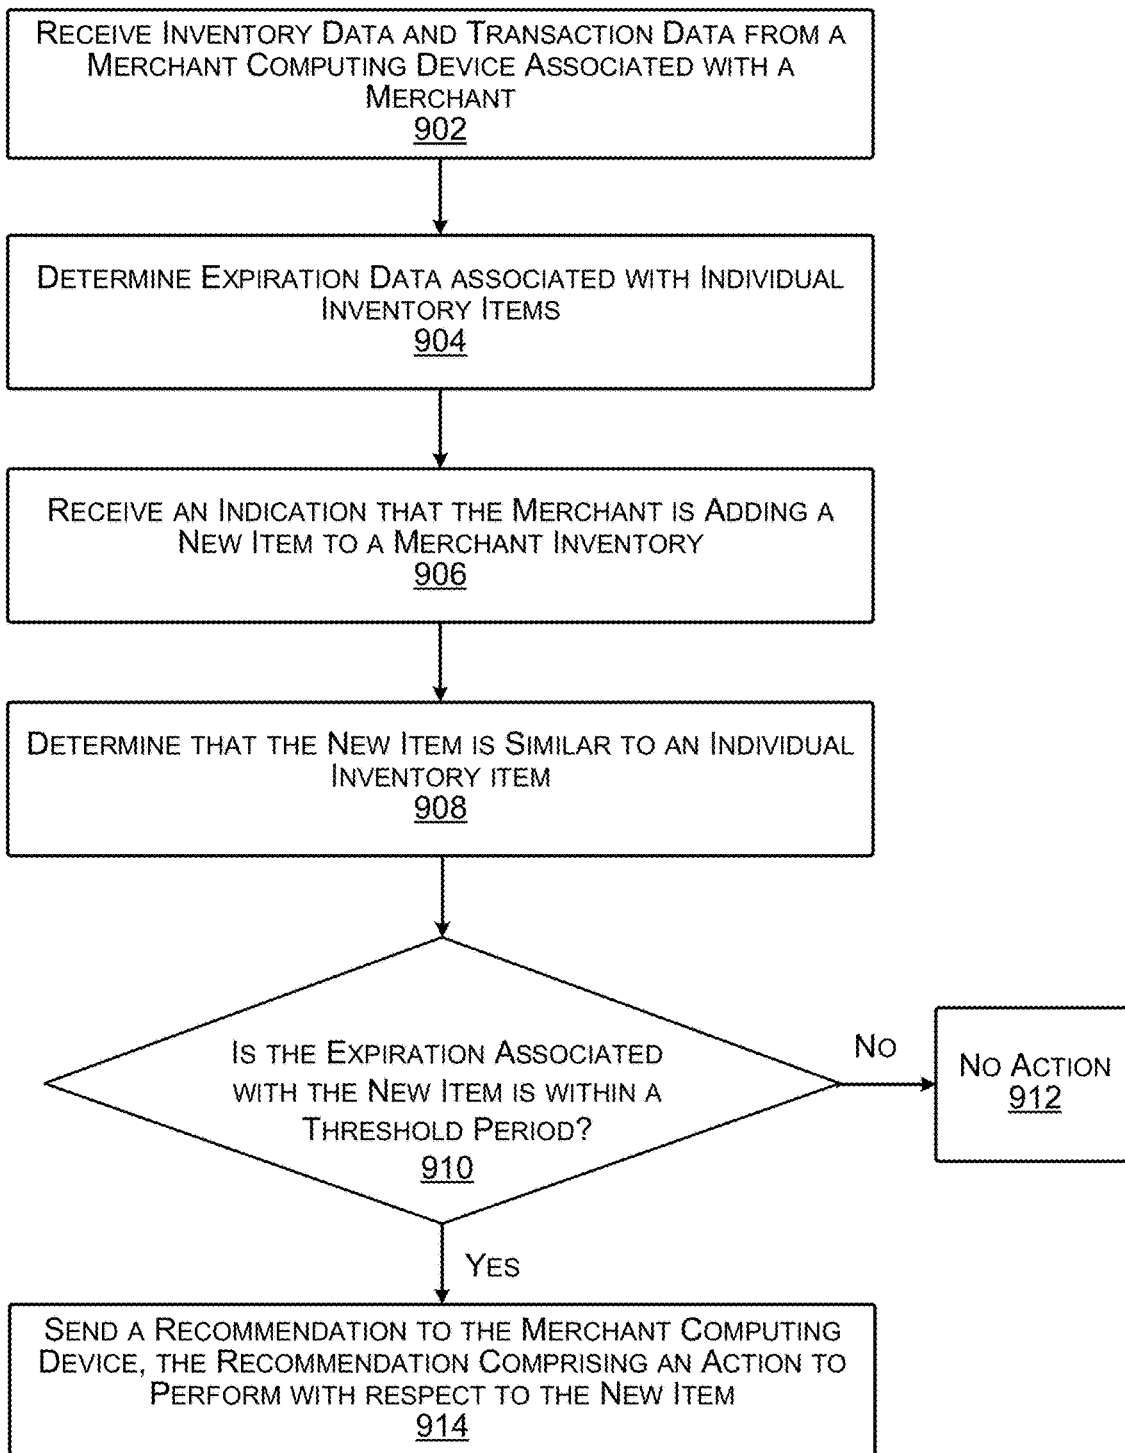 RECEIVE INVENTORY DATA AND TRANSACTION DATA FROM A
MERCHANT COMPUTING DEVICE ASSOCIATED WITH A
MERCHANT
902
DETERMINE EXPIRATION DATA ASSOCIATED WITH INDIVIDUAL
INVENTORY ITEMS
904
RECEIVE AN INDICATION THAT THE MERCHANT IS ADDING A
NEW ITEM TO A MERCHANT INVENTORY
906
DETERMINE THAT THE NEW ITEM IS SIMILAR TO AN INDIVIDUAL
INVENTORY ITEM
908
IS THE EXPIRATION ASSOCIATED
WITH THE NEW ITEM IS WITHIN A
THRESHOLD PERIOD?
910
NO
NO ACTION
912
YES
SEND A RECOMMENDATION TO THE MERCHANT COMPUTING
DEVICE, THE RECOMMENDATION COMPRISING AN ACTION TO
PERFORM WITH RESPECT TO THE NEW ITEM
914